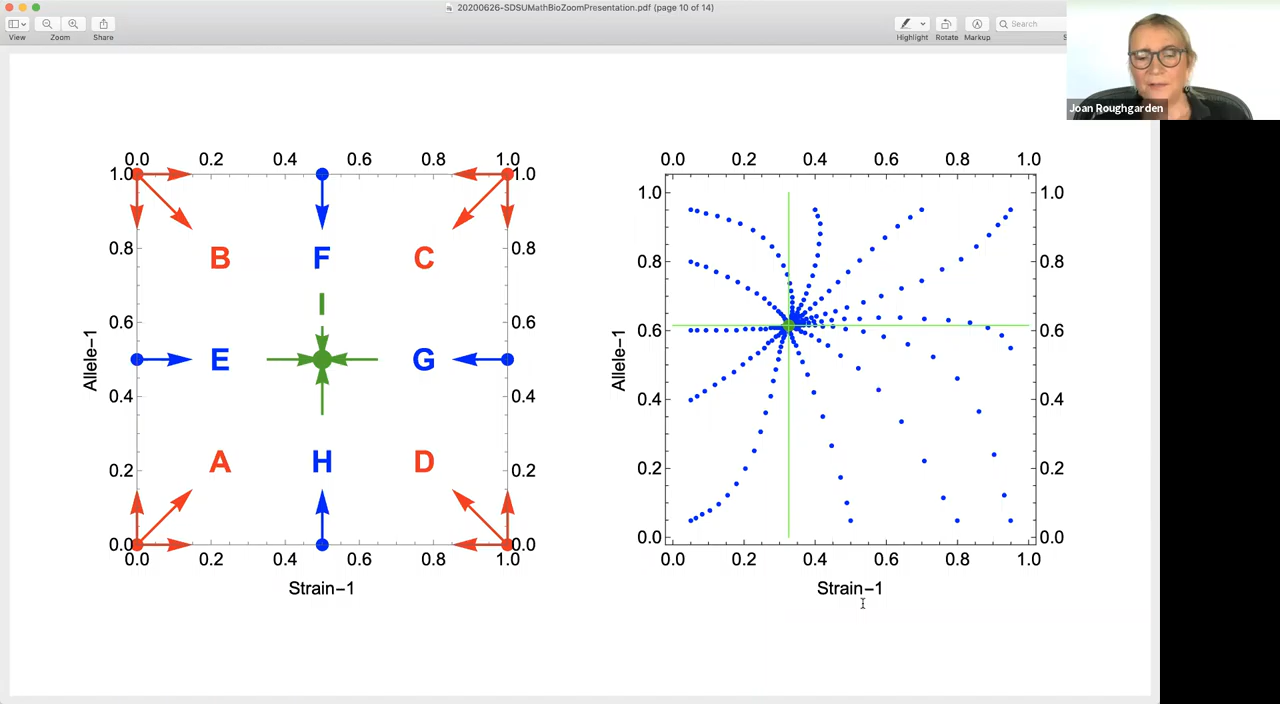 20200626-SDSUMathBioZoomPresentation.pdf (page 10 of 14)
View Zoom Share Highlight Rotate Markup Search
Joan Roughgarden
0.0 0.2 0.4 0.6 0.8 1.0
1.0 1.0
B F C
0.8 0.8
0.6 0.6
E G
0.4 0.4
A H D
0.2 0.2
0.0 0.0
0.0 0.2 0.4 0.6 0.8 1.0
Allele-1
Strain-1
0.0 0.2 0.4 0.6 0.8 1.0
1.0 1.0
0.8 0.8
0.6 0.6
0.4 0.4
0.2 0.2
0.0 0.0
0.0 0.2 0.4 0.6 0.8 1.0
Allele-1
Strain-1